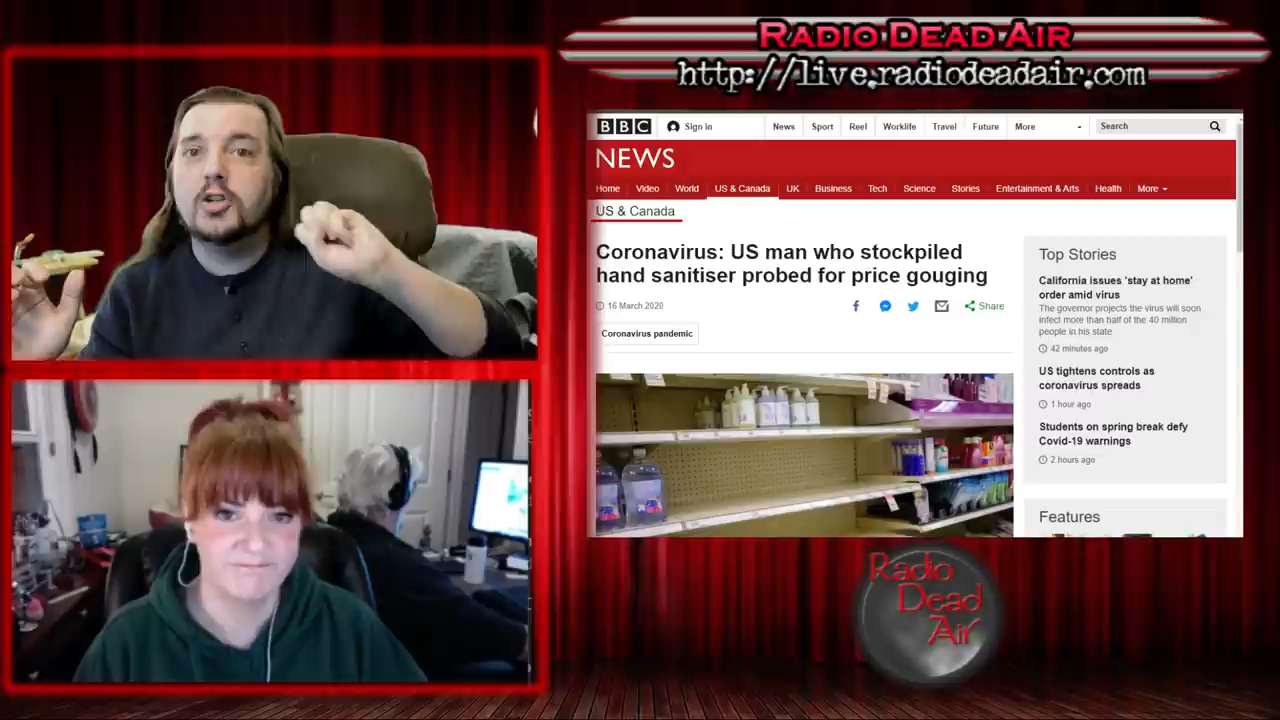 RADIO DEAD AIR
http://live.radiodeadair.com
BBC Sign in News Sport Reel Worklife Travel Future More Search
NEWS
Home Video World US & Canada UK Business Tech Science Stories Entertainment & Arts Health More
US & Canada
Coronavirus: US man who stockpiled
hand sanitiser probed for price gouging
16 March 2020
Share
Coronavirus pandemic
Top Stories
California issues 'stay at home'
order amid virus
The governor projects the virus will soon
infect more than half of the 40 million
people in his state
42 minutes ago
US tightens controls as
coronavirus spreads
1 hour ago
Students on spring break defy
Covid-19 warnings
2 hours ago
Features
Radio
Dead
Air